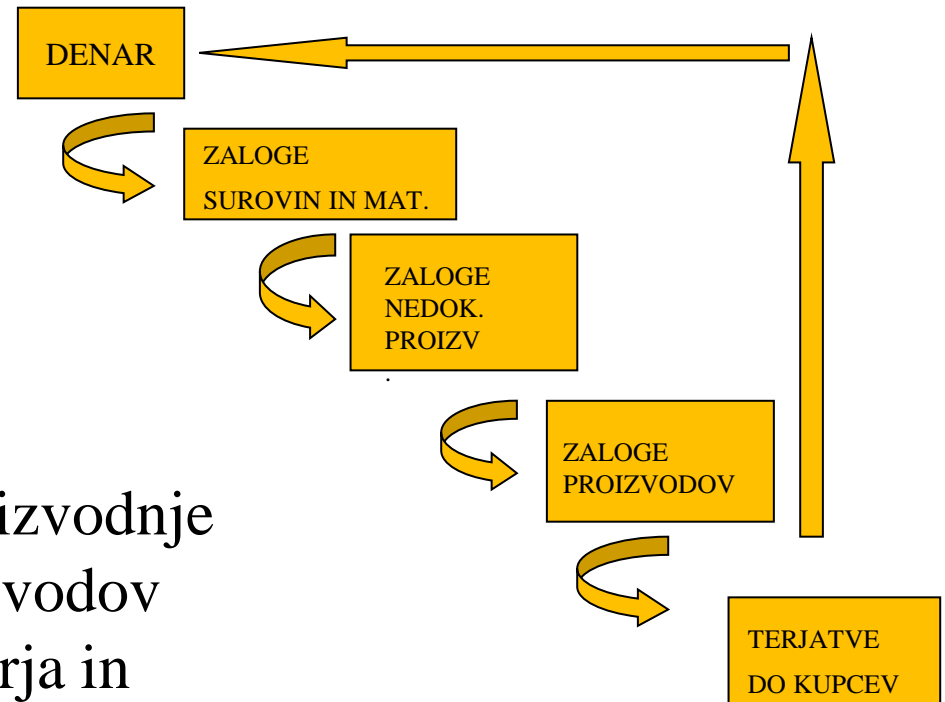 DENAR
ZALOGE
SUROVIN IN MAT.
ZALOGE
NEDOK.
PROIZV
.
ZALOGE
PROIZVODOV
izvodnje
vodov
rja in
TERJATVE
DO KUPCEV